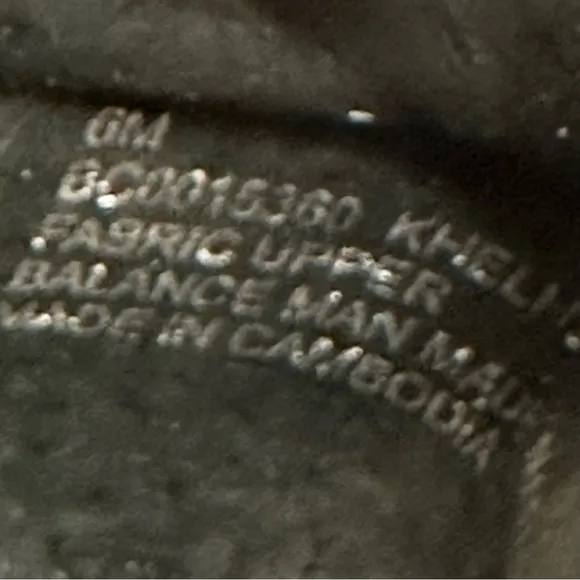 6M
BC0015360 KHELI
FABRIC UPPER
BALANCE MAN MADE
MADE IN CAMBODIA